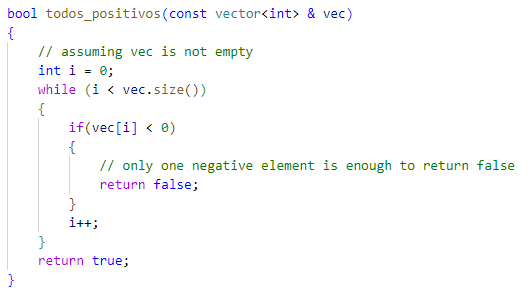 bool todos_positivos(const vector<int> & vec)
{
    // assuming vec is not empty
    int i = 0;
    while (i < vec.size())
    {
        if(vec[i] < 0)
        {
            // only one negative element is enough to return false
            return false;
        }
        i++;
    }
    return true;
}